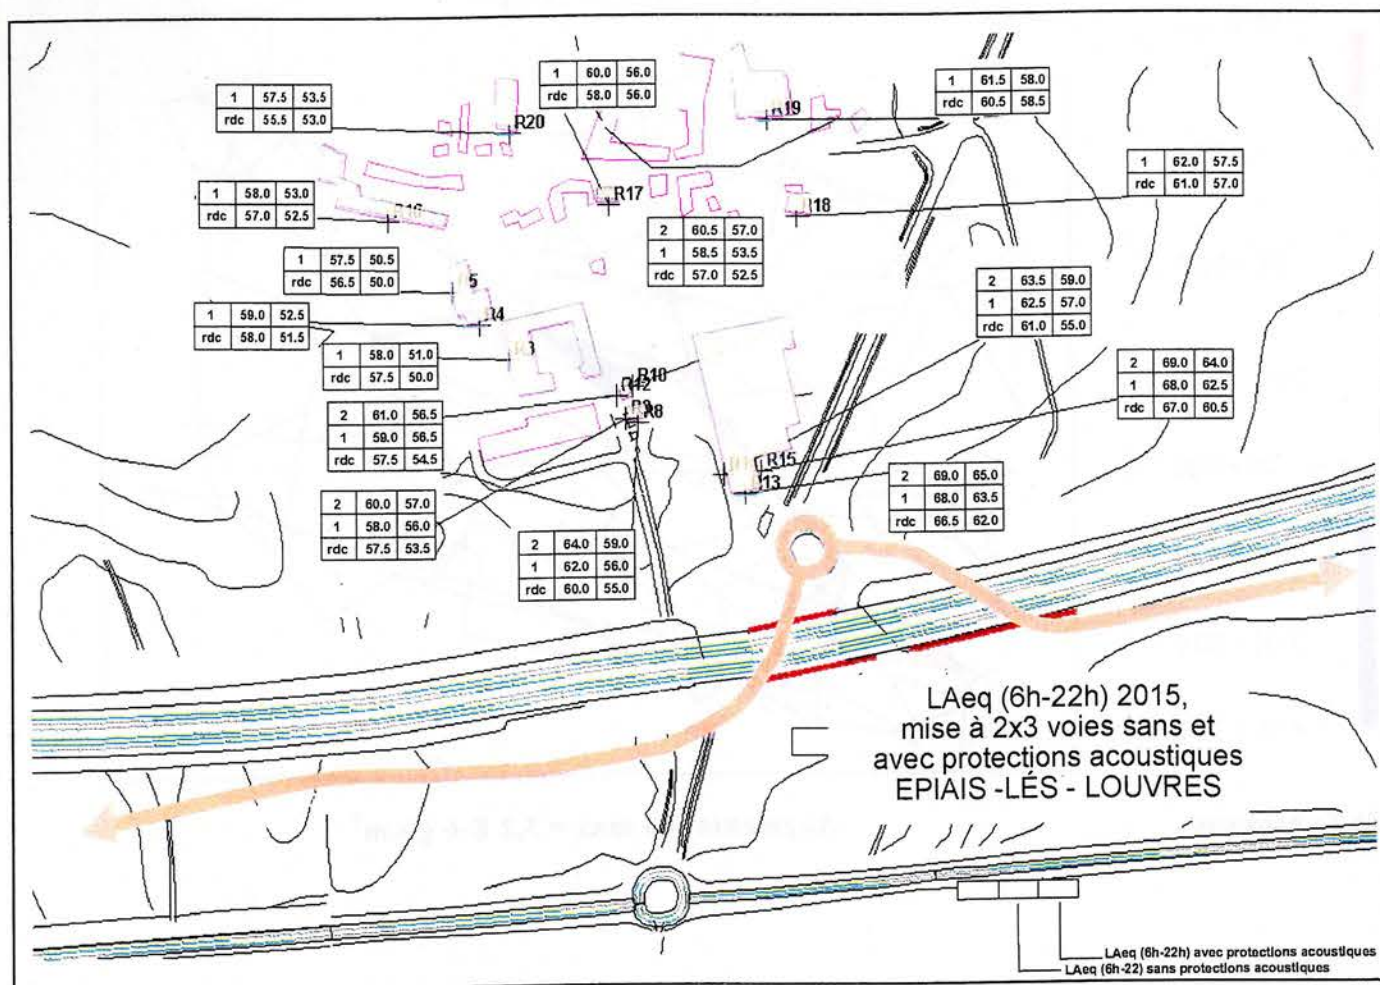 1 60.0 56.0
rdc 58.0 56.0
1 61.5 58.0
rdc 60.5 58.5
1 57.5 53.5
rdc 55.5 53.0
R20
R19
1 62.0 57.5
rdc 61.0 57.0
1 58.0 53.0
rdc 57.0 52.5
R17
R18
2 60.5 57.0
1 58.5 53.5
rdc 57.0 52.5
1 57.5 50.5
rdc 56.5 50.0
2 63.5 59.0
1 62.5 57.0
rdc 61.0 55.0
1 59.0 52.5
rdc 58.0 51.5
1 58.0 51.0
rdc 57.5 50.0
2 69.0 64.0
1 68.0 62.5
rdc 67.0 60.5
R10
R12
R8
2 61.0 56.5
1 59.0 56.5
rdc 57.5 54.5
R15
2 69.0 65.0
1 68.0 63.5
rdc 66.5 62.0
2 60.0 57.0
1 58.0 56.0
rdc 57.5 53.5
2 64.0 59.0
1 62.0 56.0
rdc 60.0 55.0
LAeq (6h-22h) 2015,
mise à 2x3 voies sans et
avec protections acoustiques
EPIAIS -LÉS - LOUVRES
LAeq (6h-22h) avec protections acoustiques
LAeq (6h-22) sans protections acoustiques